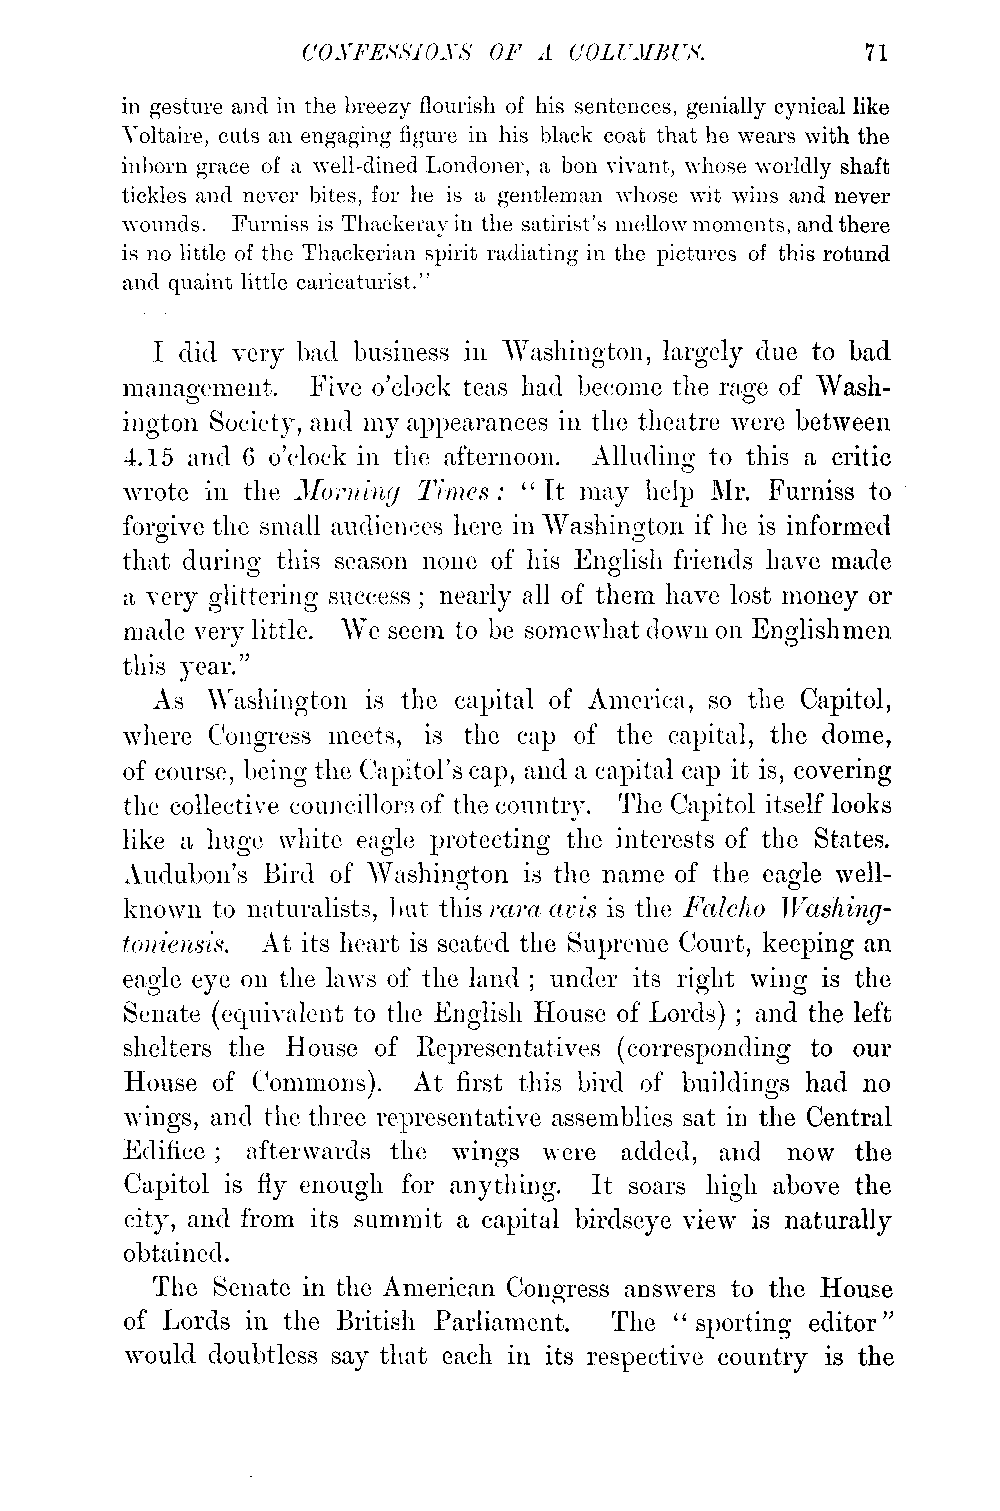 CONFESSIONS OF A COLUMBUS. 71
in gesture and in the breezy flourish of his sentences, genially cynical like
Voltaire, cuts an engaging figure in his black coat that he wears with the
inborn grace of a well-dined Londoner, a bon vivant, whose worldly shaft
tickles and never bites, for he is a gentleman whose wit wins and never
wounds. Furniss is Thackeray in the satirist's mellow moments, and there
is no little of the Thackerian spirit radiating in the pictures of this rotund
and quaint little caricaturist."
I did very bad business in Washington, largely due to bad
management. Five o'clock teas had become the rage of Wash-
ington Society, and my appearances in the theatre were between
4.15 and 6 o'clock in the afternoon. Alluding to this a critic
wrote in the Morning Times: "It may help Mr. Furniss to
forgive the small audiences here in Washington if he is informed
that during this season none of his English friends have made
a very glittering success; nearly all of them have lost money or
made very little. We seem to be somewhat down on Englishmen
this year."
As Washington is the capital of America, so the Capitol,
where Congress meets, is the cap of the capital, the dome,
of course, being the Capitol's cap, and a capital cap it is, covering
the collective councillors of the country. The Capitol itself looks
like a huge white eagle protecting the interests of the States.
Audubon's Bird of Washington is the name of the eagle well-
known to naturalists, but this rara avis is the Falcho Washing-
toniensis. At its heart is seated the Supreme Court, keeping an
eagle eye on the laws of the land; under its right wing is the
Senate (equivalent to the English House of Lords); and the left
shelters the House of Representatives (corresponding to our
House of Commons). At first this bird of buildings had no
wings, and the three representative assemblies sat in the Central
Edifice; afterwards the wings were added, and now the
Capitol is fly enough for anything. It soars high above the
city, and from its summit a capital birdseye view is naturally
obtained.
The Senate in the American Congress answers to the House
of Lords in the British Parliament. The "sporting editor"
would doubtless say that each in its respective country is the